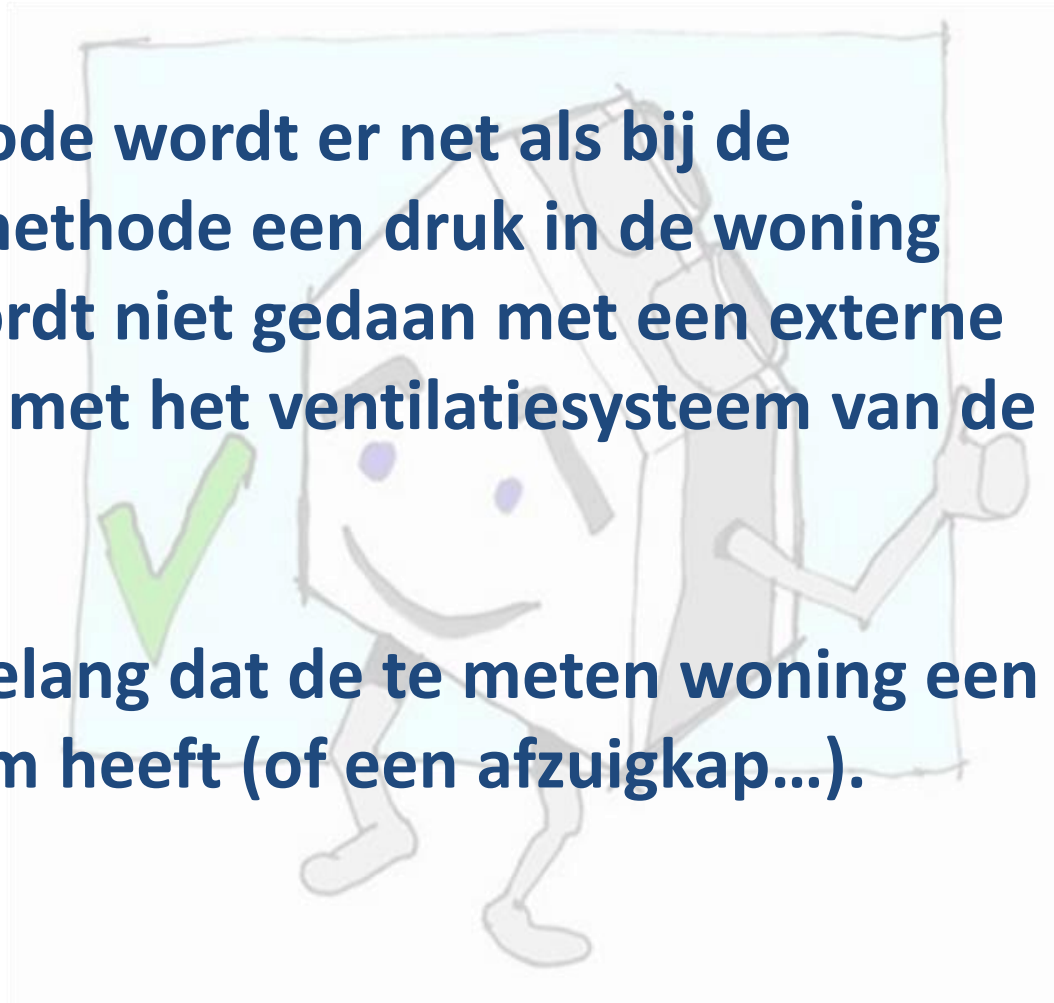 ode wordt er net als bij de
methode een druk in de woning
ordt niet gedaan met een externe
met het ventilatiesysteem van de
elang dat de te meten woning een
m heeft (of een afzuigkap…).